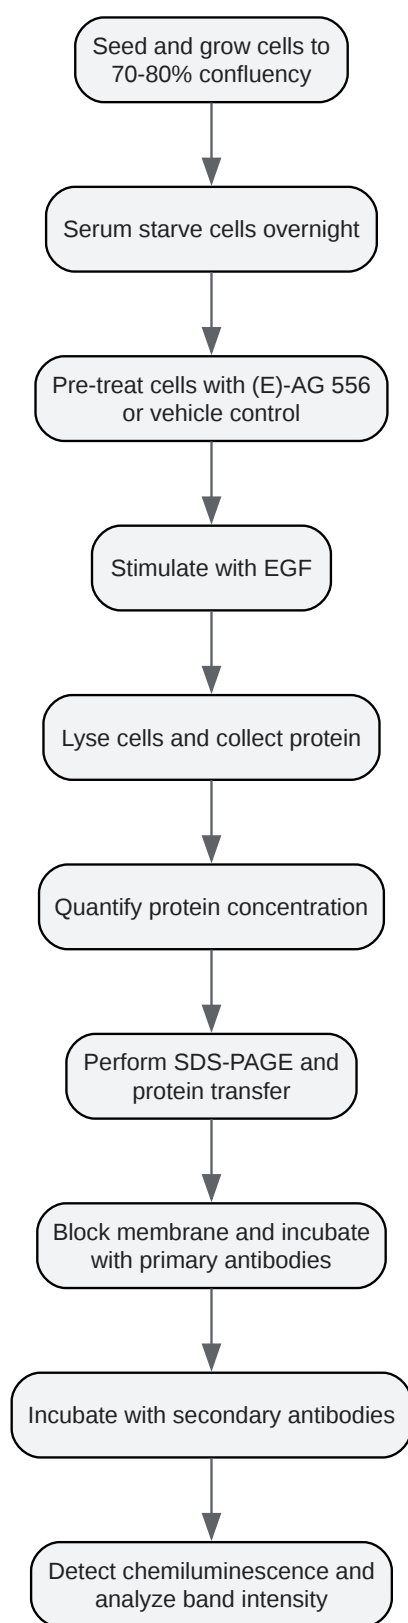 Seed and grow cells to
70-80% confluency
Serum starve cells overnight
Pre-treat cells with (E)-AG 556
or vehicle control
Stimulate with EGF
Lyse cells and collect protein
Quantify protein concentration
Perform SDS-PAGE and
protein transfer
Block membrane and incubate
with primary antibodies
Incubate with secondary antibodies
Detect chemiluminescence and
analyze band intensity